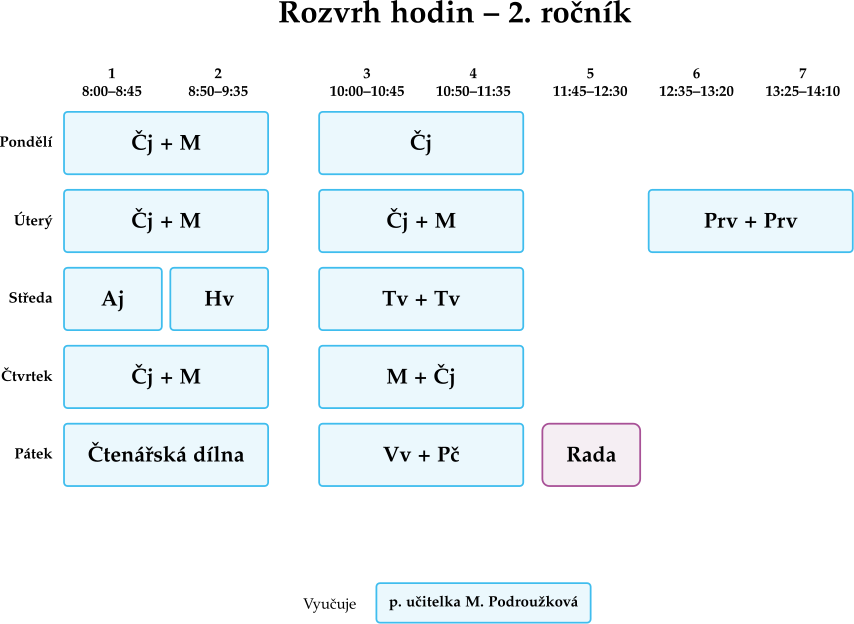 Rozvrh hodin – 2. ročník
1 2 3 4 5 6 7
8:00–8:45 8:50–9:35 10:00–10:45 10:50–11:35 11:45–12:30 12:35–13:20 13:25–14:10
Pondělí Čj + M Čj
Úterý Čj + M Čj + M Prv + Prv
Středa Aj Hv Tv + Tv
Čtvrtek Čj + M M + Čj
Pátek Čtenářská dílna Vv + Pč Rada
Vyučuje p. učitelka M. Podroužková